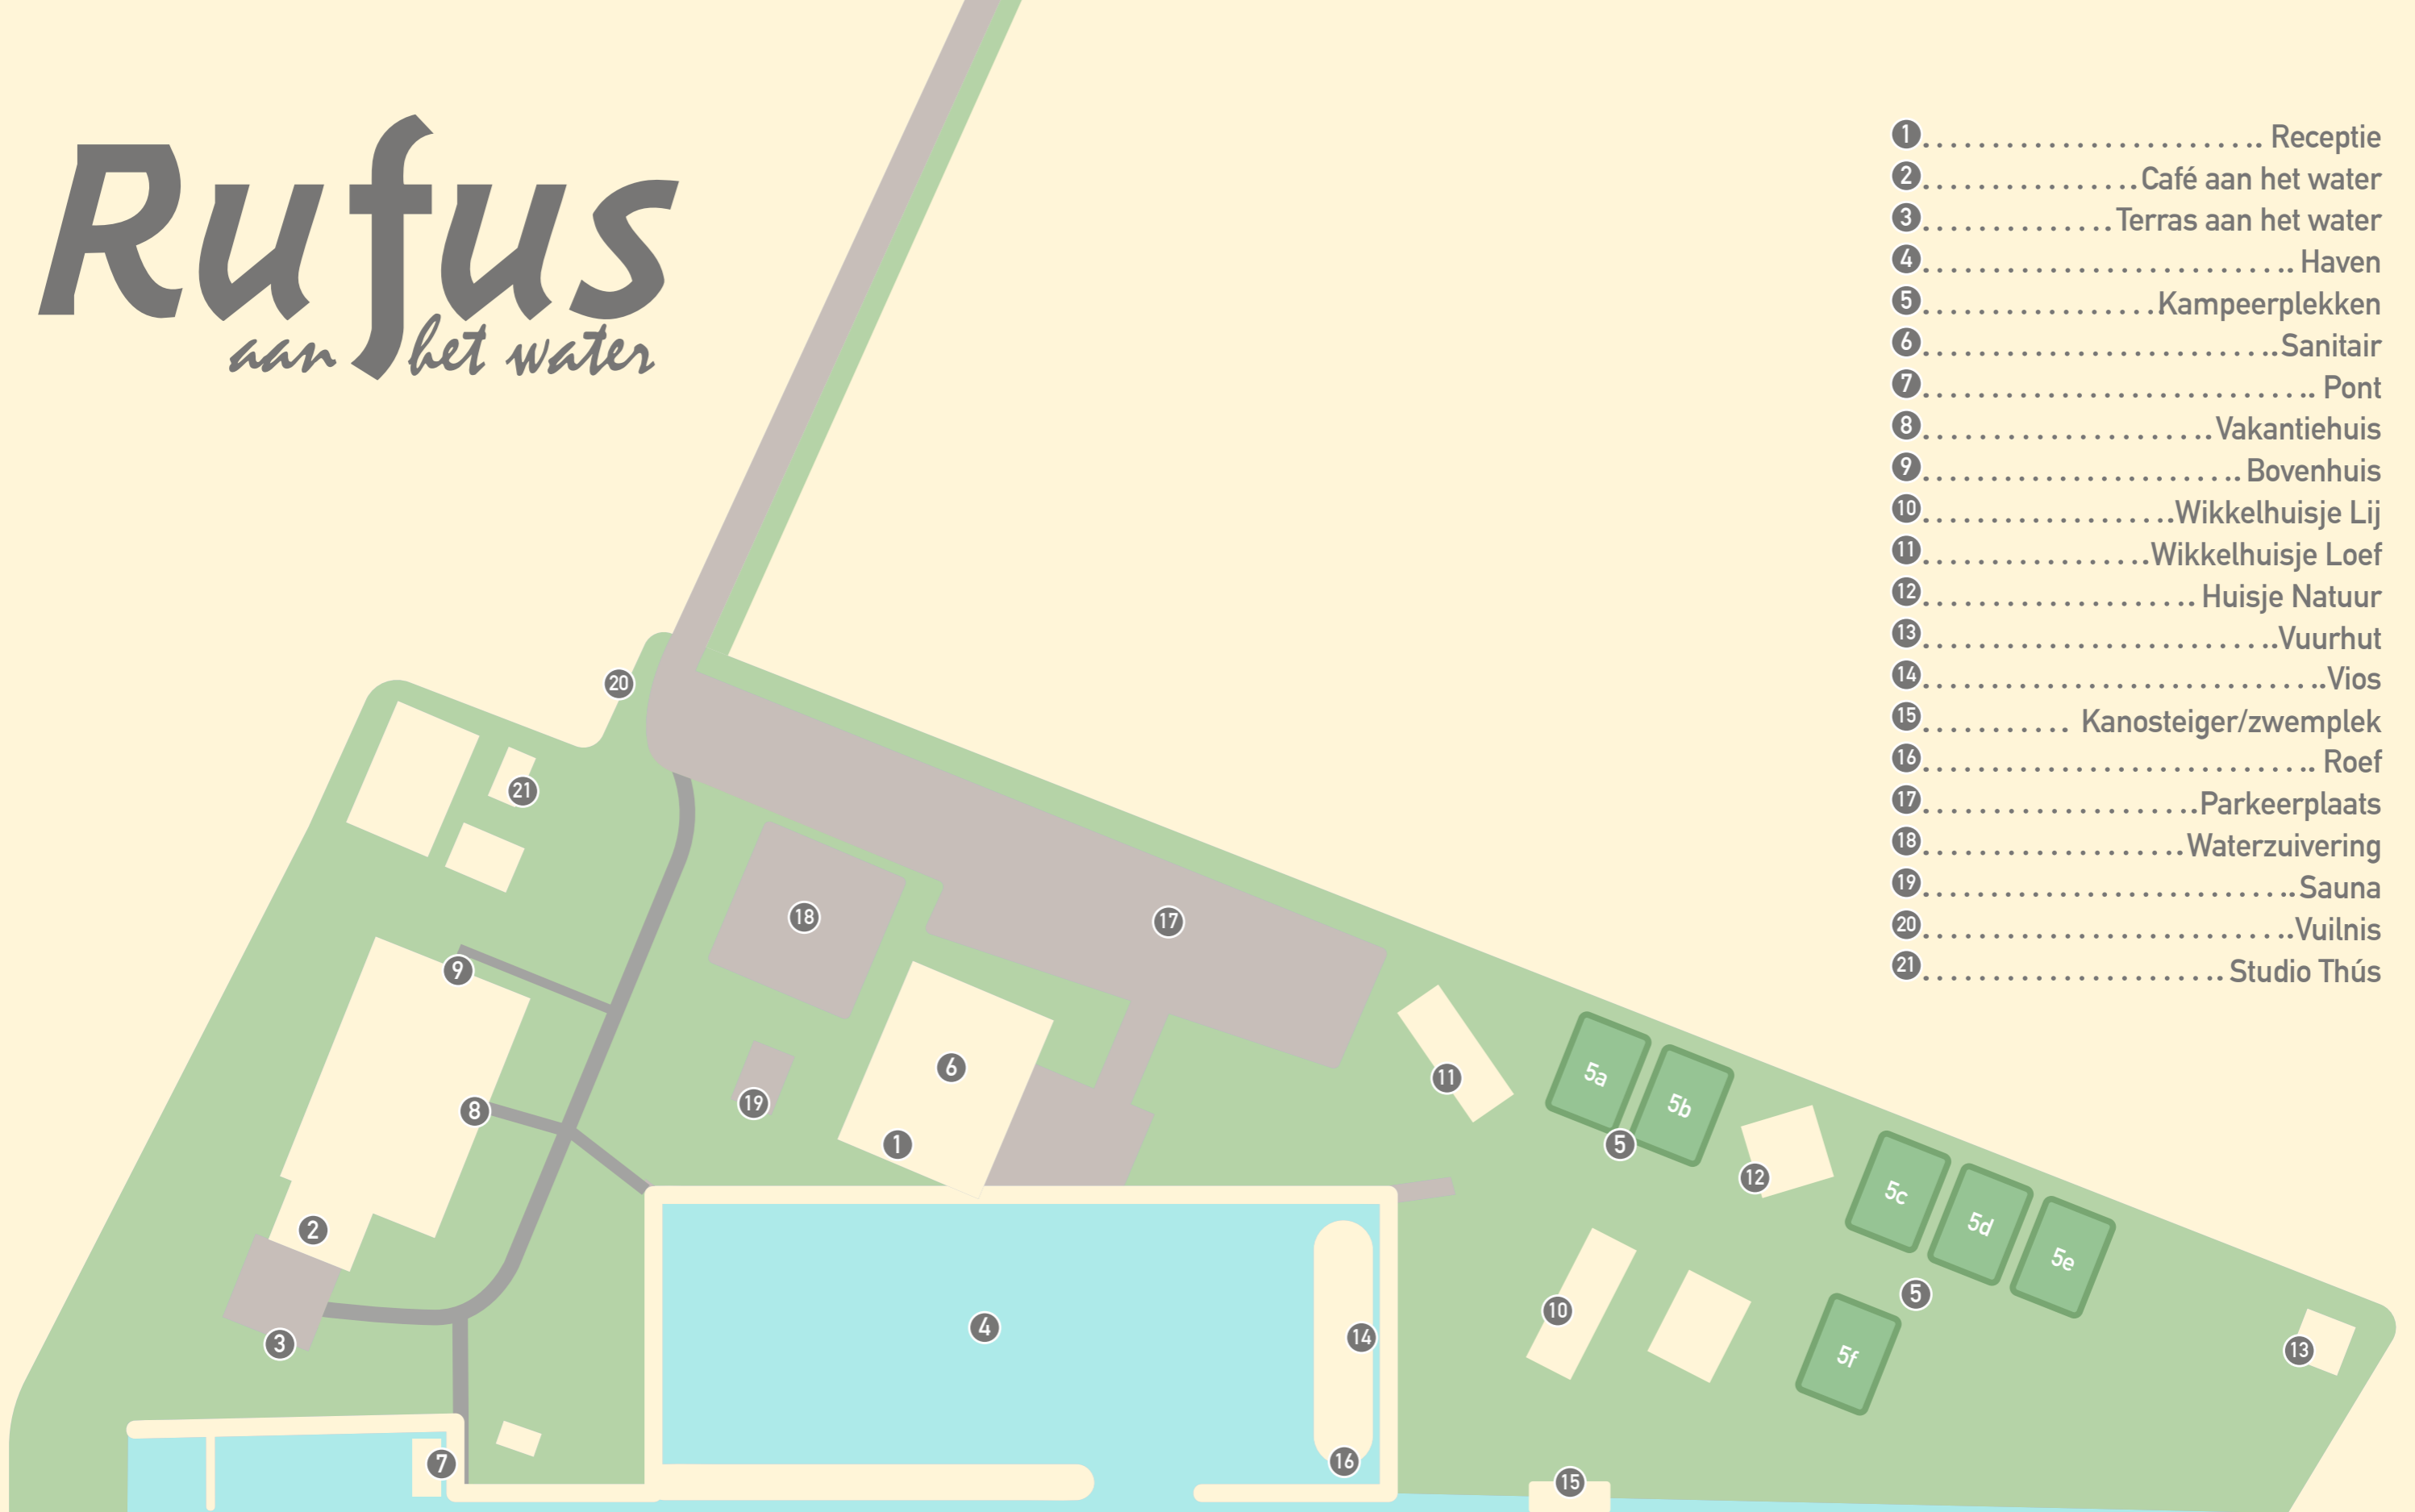 Rufus
aan het water
1 ........................ Receptie
2 ................ Café aan het water
3 .............. Terras aan het water
4 ........................... Haven
5 ................. Kampeerplekken
6 .......................... Sanitair
7 ............................ Pont
8 ..................... Vakantiehuis
9 ....................... Bovenhuis
10 .................. Wikkelhuisje Lij
11 ................ Wikkelhuisje Loef
12 .................... Huisje Natuur
13 .......................... Vuurhut
14 ............................. Vios
15 ........... Kanosteiger/zwemplek
16 ............................. Roef
17 .................... Parkeerplaats
18 ................... Waterzuivering
19 ........................... Sauna
20 ........................... Vuilnis
21 ...................... Studio Thús
20
21
18
17
9
6
11
5a
5b
19
8
1
5
12
5c
5d
5e
2
5
10
4
14
3
13
5f
7
16
15